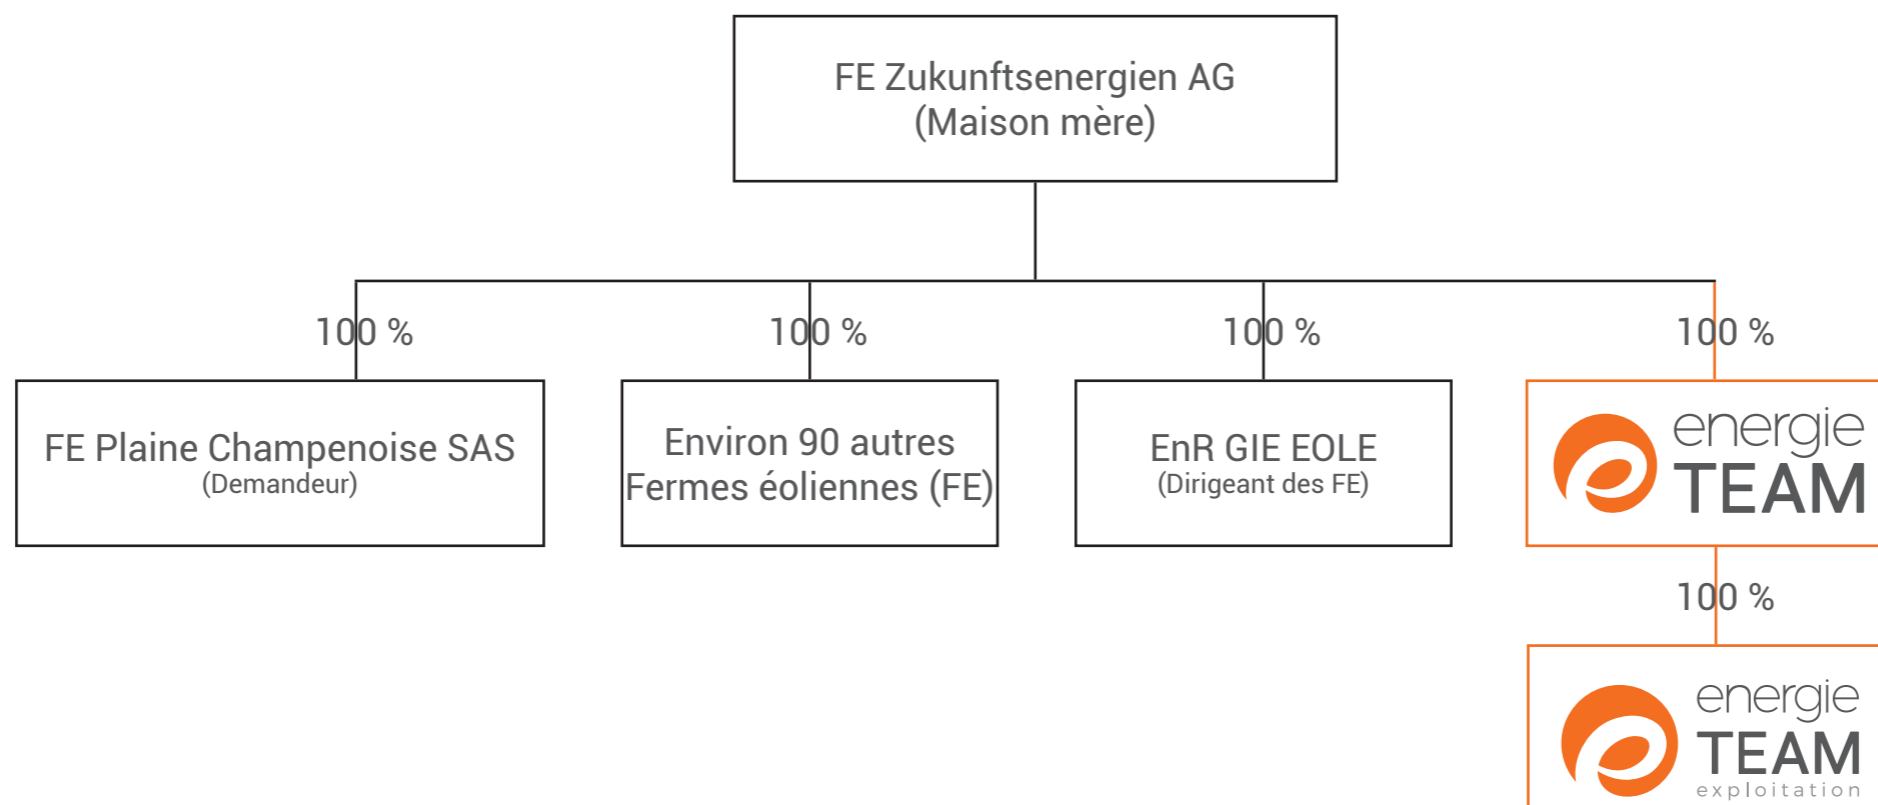 FE Zukunftsenergien AG
(Maison mère)
100 %
100 %
100 %
100 %
FE Plaine Champenoise SAS
(Demandeur)
Environ 90 autres
Fermes éoliennes (FE)
EnR GIE EOLE
(Dirigeant des FE)
energie
TEAM
100 %
energie
TEAM
exploitation